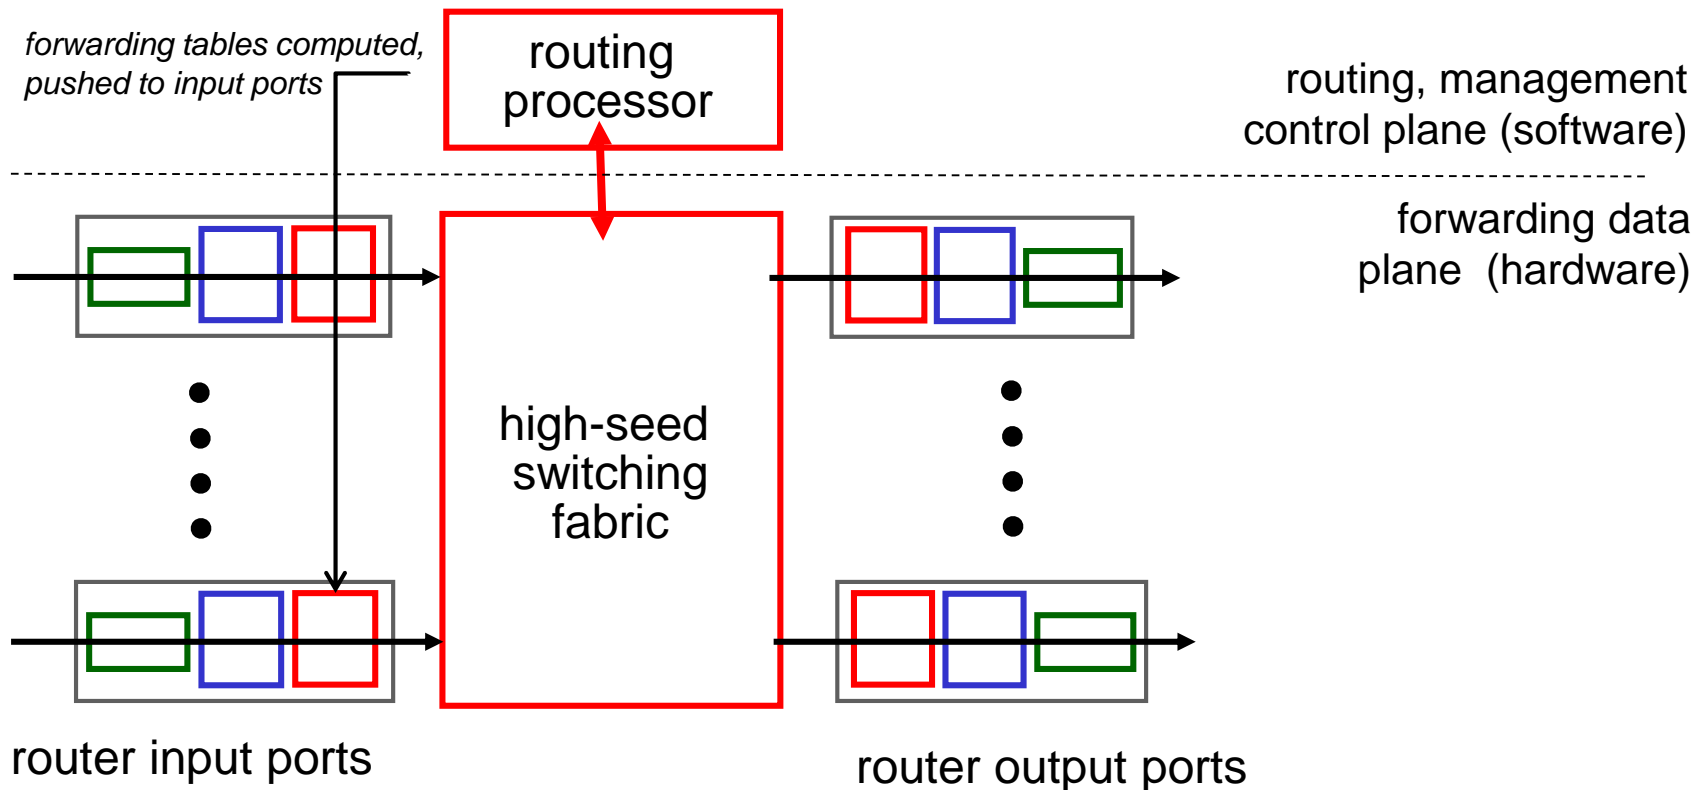 forwarding tables computed,
pushed to input ports
routing
processor
routing, management
control plane (software)
forwarding data
plane (hardware)
high-seed
switching
fabric
router input ports
router output ports